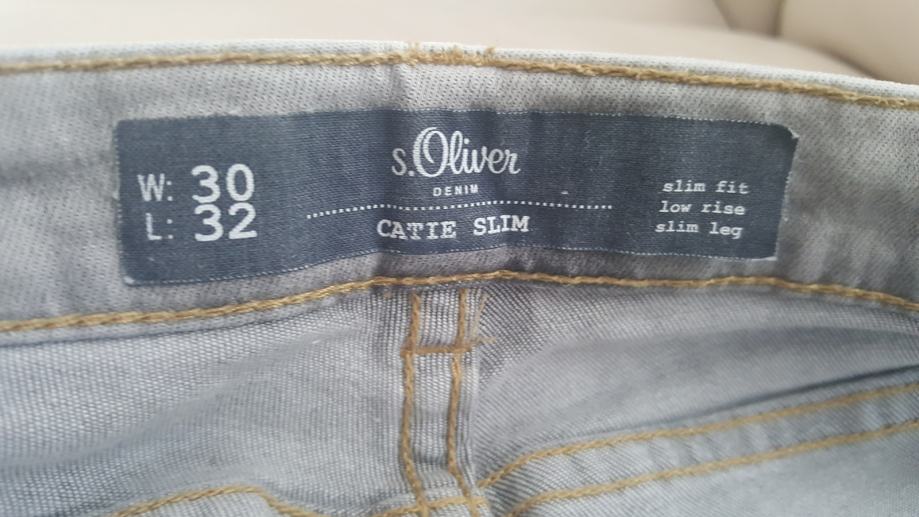 W: 30
L: 32
s.Oliver
DENIM
CATIE SLIM
slim fit
low rise
slim leg